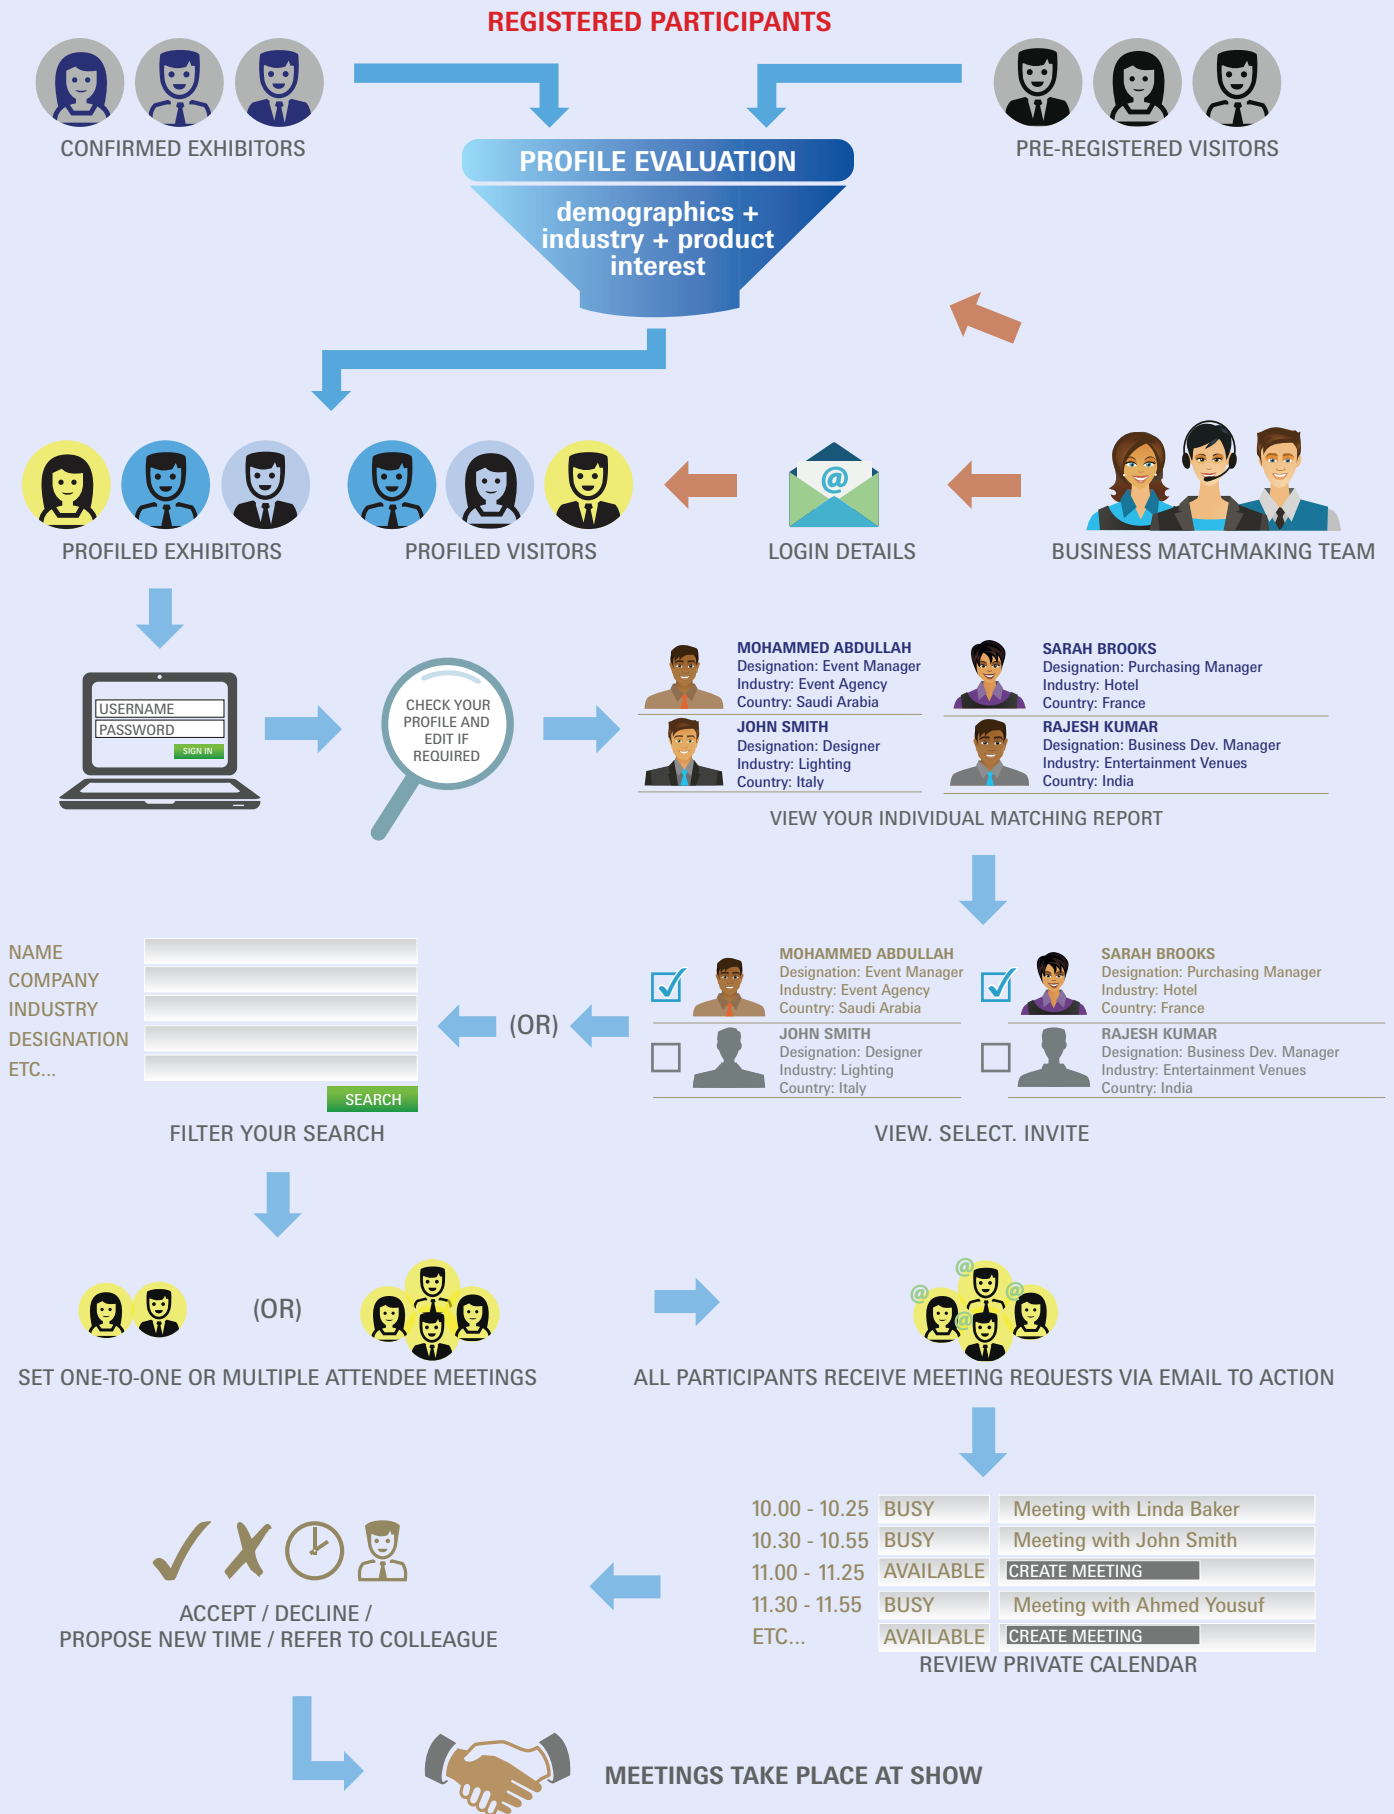 REGISTERED PARTICIPANTS
CONFIRMED EXHIBITORS
PRE-REGISTERED VISITORS
PROFILE EVALUATION
demographics +
industry + product
interest
PROFILED EXHIBITORS
PROFILED VISITORS
@
LOGIN DETAILS
BUSINESS MATCHMAKING TEAM
USERNAME
PASSWORD
SIGN IN
CHECK YOUR
PROFILE AND
EDIT IF
REQUIRED
MOHAMMED ABDULLAH
Designation: Event Manager
Industry: Event Agency
Country: Saudi Arabia
SARAH BROOKS
Designation: Purchasing Manager
Industry: Hotel
Country: France
JOHN SMITH
Designation: Designer
Industry: Lighting
Country: Italy
RAJESH KUMAR
Designation: Business Dev. Manager
Industry: Entertainment Venues
Country: India
VIEW YOUR INDIVIDUAL MATCHING REPORT
NAME
COMPANY
INDUSTRY
DESIGNATION
ETC...
SEARCH
FILTER YOUR SEARCH
(OR)
MOHAMMED ABDULLAH
Designation: Event Manager
Industry: Event Agency
Country: Saudi Arabia
SARAH BROOKS
Designation: Purchasing Manager
Industry: Hotel
Country: France
JOHN SMITH
Designation: Designer
Industry: Lighting
Country: Italy
RAJESH KUMAR
Designation: Business Dev. Manager
Industry: Entertainment Venues
Country: India
VIEW. SELECT. INVITE
(OR)
SET ONE-TO-ONE OR MULTIPLE ATTENDEE MEETINGS
@
@
@
@
ALL PARTICIPANTS RECEIVE MEETING REQUESTS VIA EMAIL TO ACTION
10.00 - 10.25 BUSY Meeting with Linda Baker
10.30 - 10.55 BUSY Meeting with John Smith
11.00 - 11.25 AVAILABLE CREATE MEETING
11.30 - 11.55 BUSY Meeting with Ahmed Yousuf
ETC... AVAILABLE CREATE MEETING
REVIEW PRIVATE CALENDAR
ACCEPT / DECLINE /
PROPOSE NEW TIME / REFER TO COLLEAGUE
MEETINGS TAKE PLACE AT SHOW